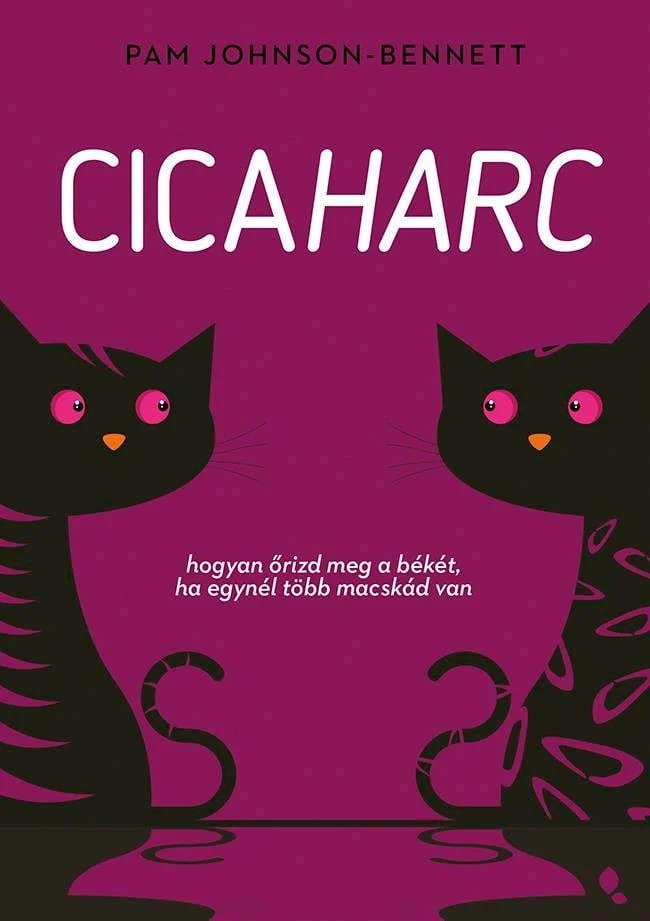 PAM JOHNSON-BENNETT
CICAHARC
hogyan őrizd meg a békét,
ha egynél több macskád van